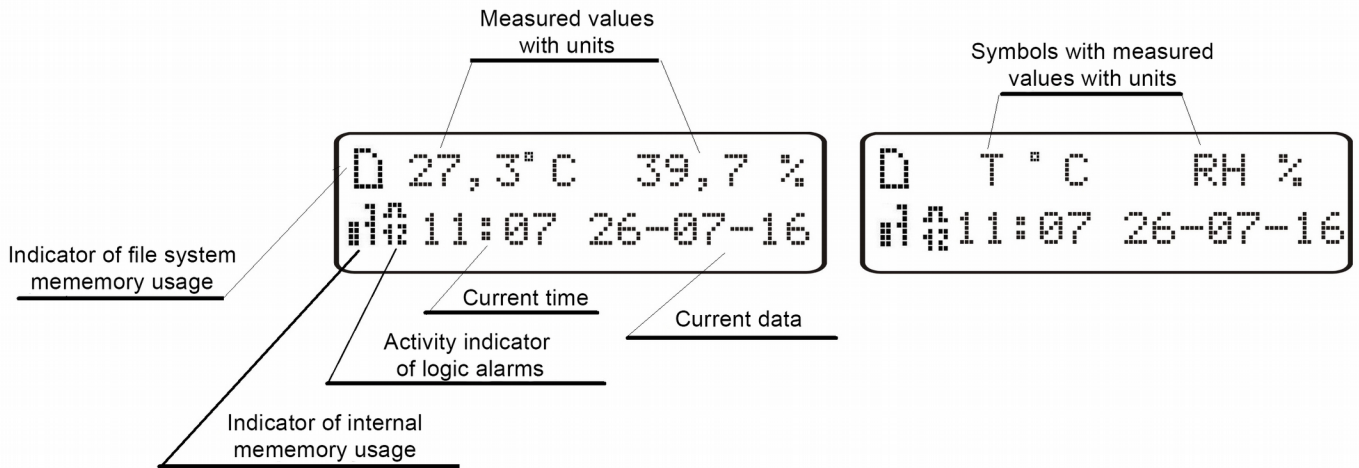 Measured values
with units
Symbols with measured
values with units
27,3°C 39,7 %
11:07 26-07-16
T °C RH %
11:07 26-07-16
Indicator of file system
mememory usage
Current time
Current data
Activity indicator
of logic alarms
Indicator of internal
mememory usage